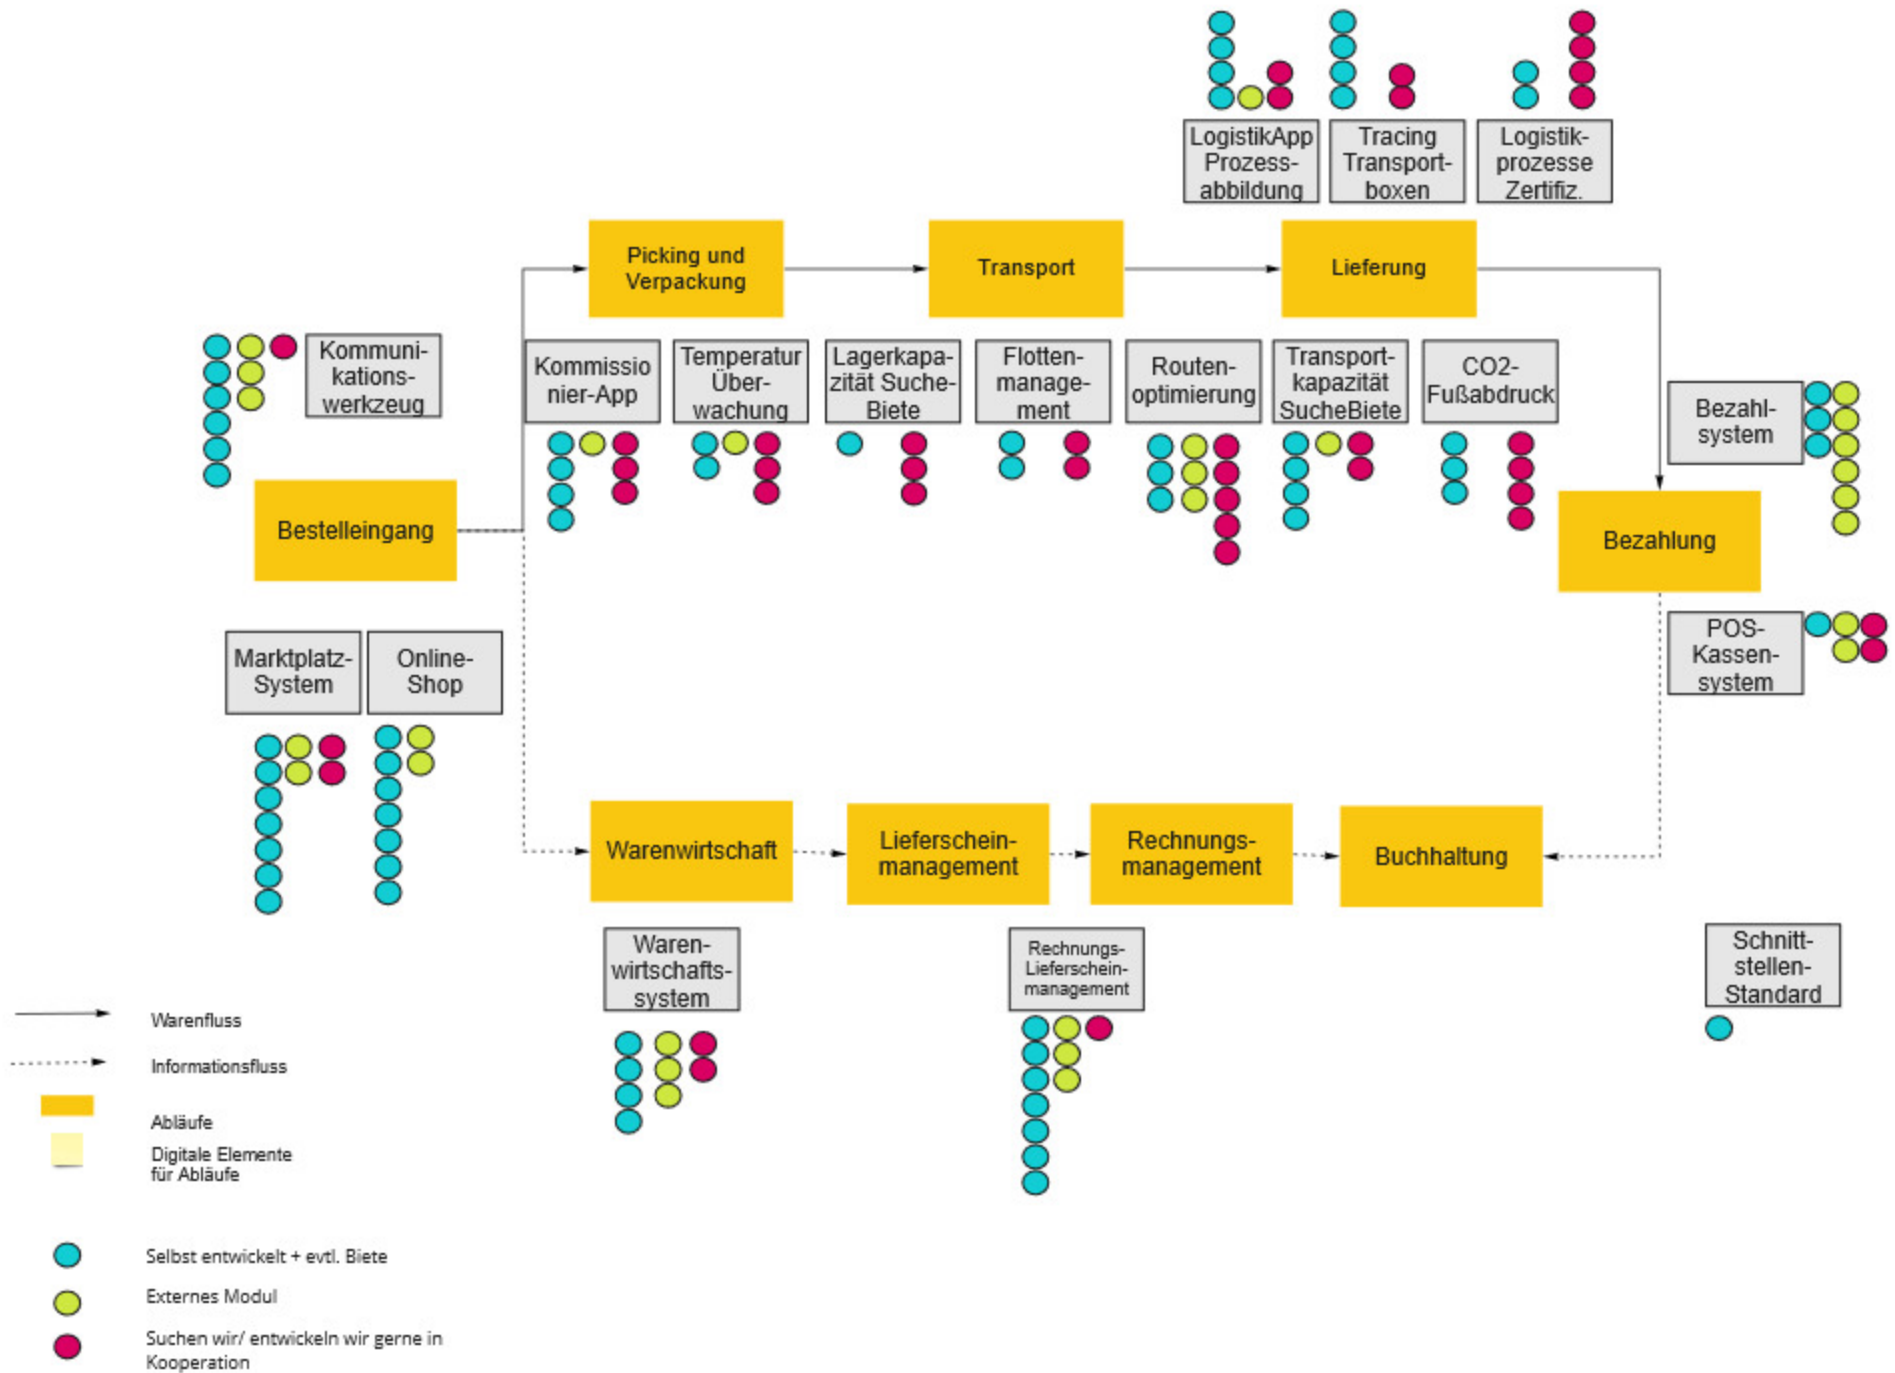 LogistikApp
Prozess-
abbildung
Tracing
Transport-
boxen
Logistik-
prozesse
Zertifiz.
Picking und
Verpackung
Transport
Lieferung
Kommuni-
kations-
werkzeug
Kommissio
nier-App
Temperatur
Über-
wachung
Lagerkapa-
zität Suche-
Biete
Flotten-
manage-
ment
Routen-
optimierung
Transport-
kapazität
SucheBiete
CO2-
Fußabdruck
Bezahl-
system
Bestelleingang
Bezahlung
Marktplatz-
System
Online-
Shop
POS-
Kassen-
system
Warenwirtschaft
Lieferschein-
management
Rechnungs-
management
Buchhaltung
Waren-
wirtschafts-
system
Rechnungs-
Lieferschein-
management
Schnitt-
stellen-
Standard
Warenfluss
Informationsfluss
Abläufe
Digitale Elemente
für Abläufe
Selbst entwickelt + evtl. Biete
Externes Modul
Suchen wir/ entwickeln wir gerne in
Kooperation